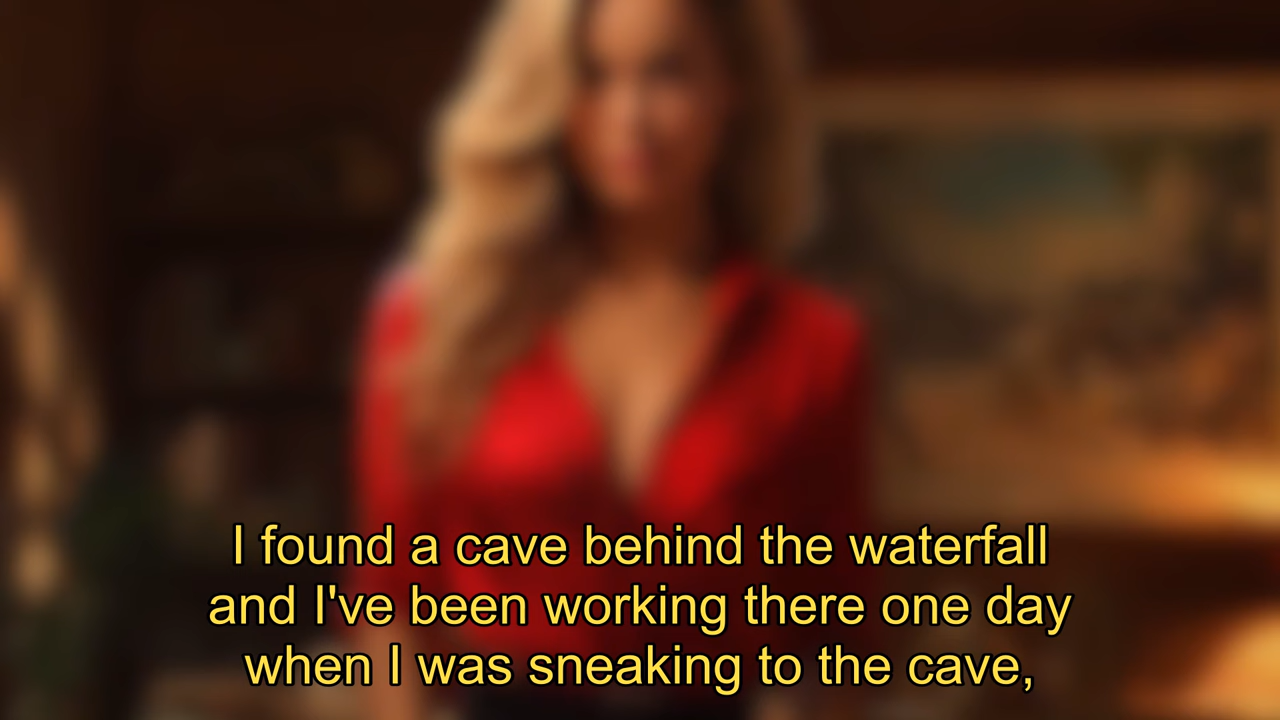 I found a cave behind the waterfall
and I've been working there one day
when I was sneaking to the cave,